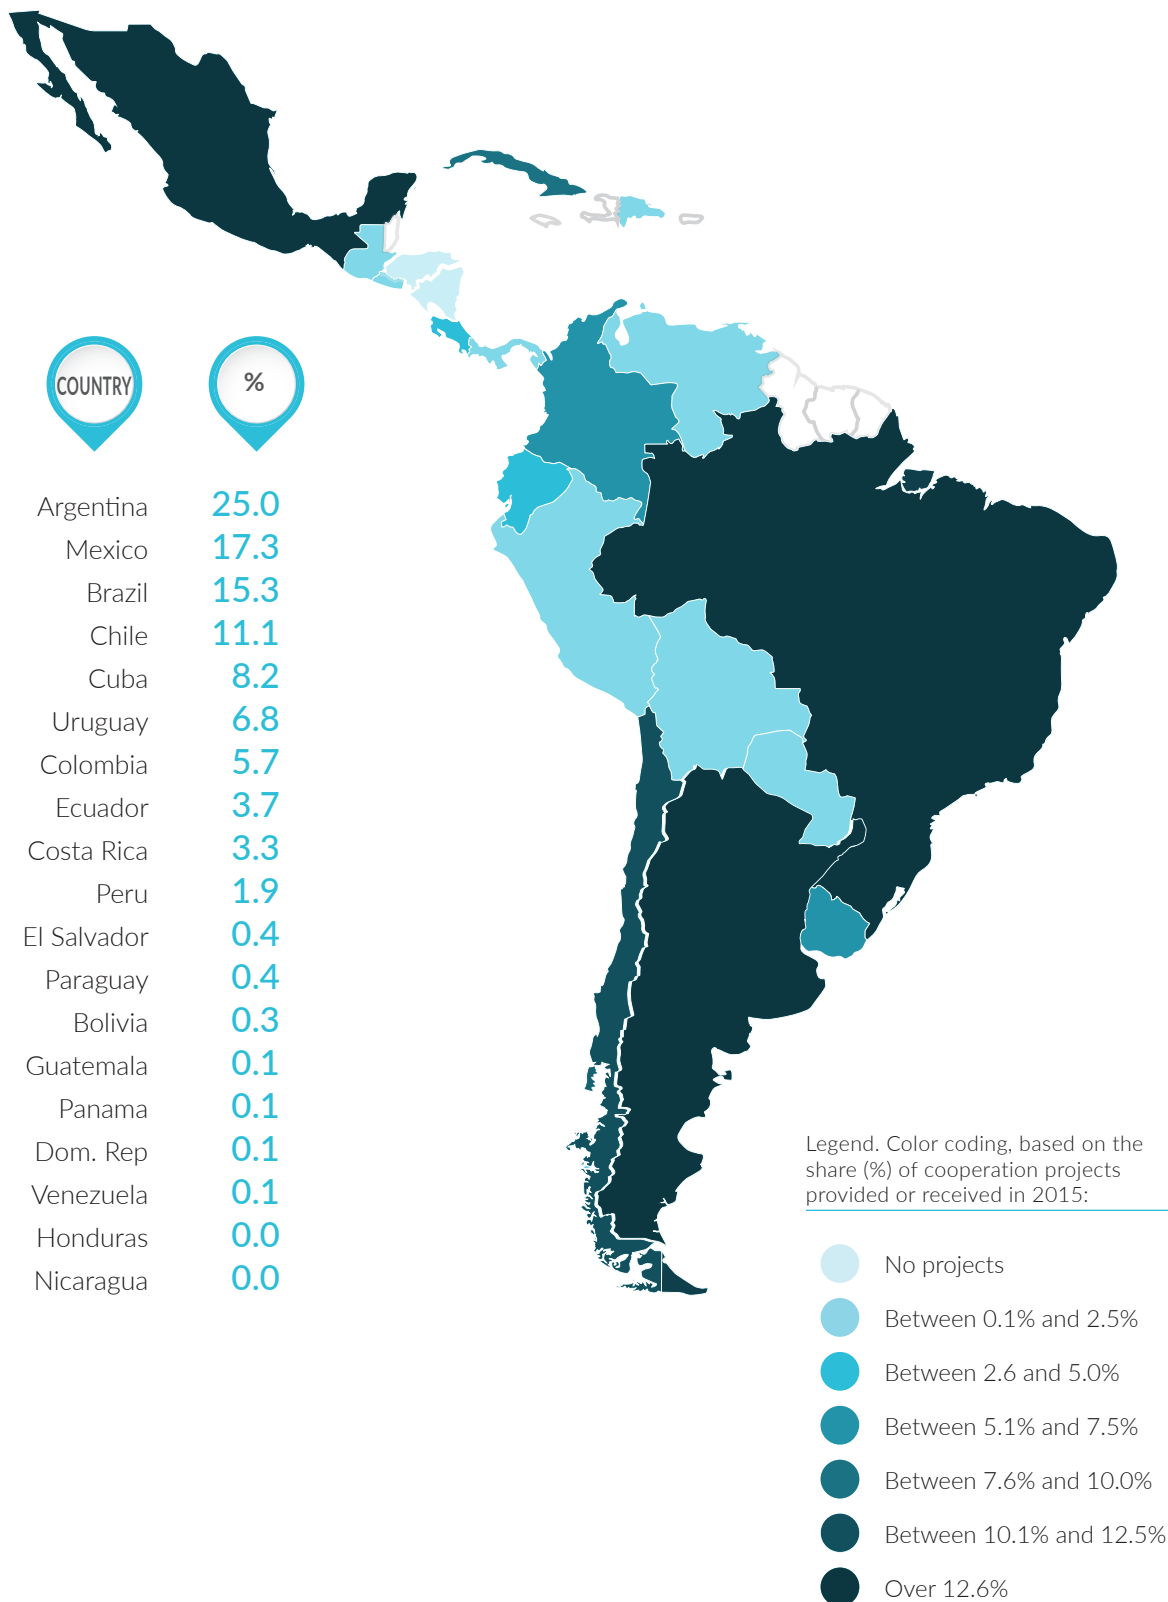 COUNTRY %
Argentina 25.0
Mexico 17.3
Brazil 15.3
Chile 11.1
Cuba 8.2
Uruguay 6.8
Colombia 5.7
Ecuador 3.7
Costa Rica 3.3
Peru 1.9
El Salvador 0.4
Paraguay 0.4
Bolivia 0.3
Guatemala 0.1
Panama 0.1
Dom. Rep 0.1
Venezuela 0.1
Honduras 0.0
Nicaragua 0.0
Legend. Color coding, based on the
share (%) of cooperation projects
provided or received in 2015:
No projects
Between 0.1% and 2.5%
Between 2.6 and 5.0%
Between 5.1% and 7.5%
Between 7.6% and 10.0%
Between 10.1% and 12.5%
Over 12.6%